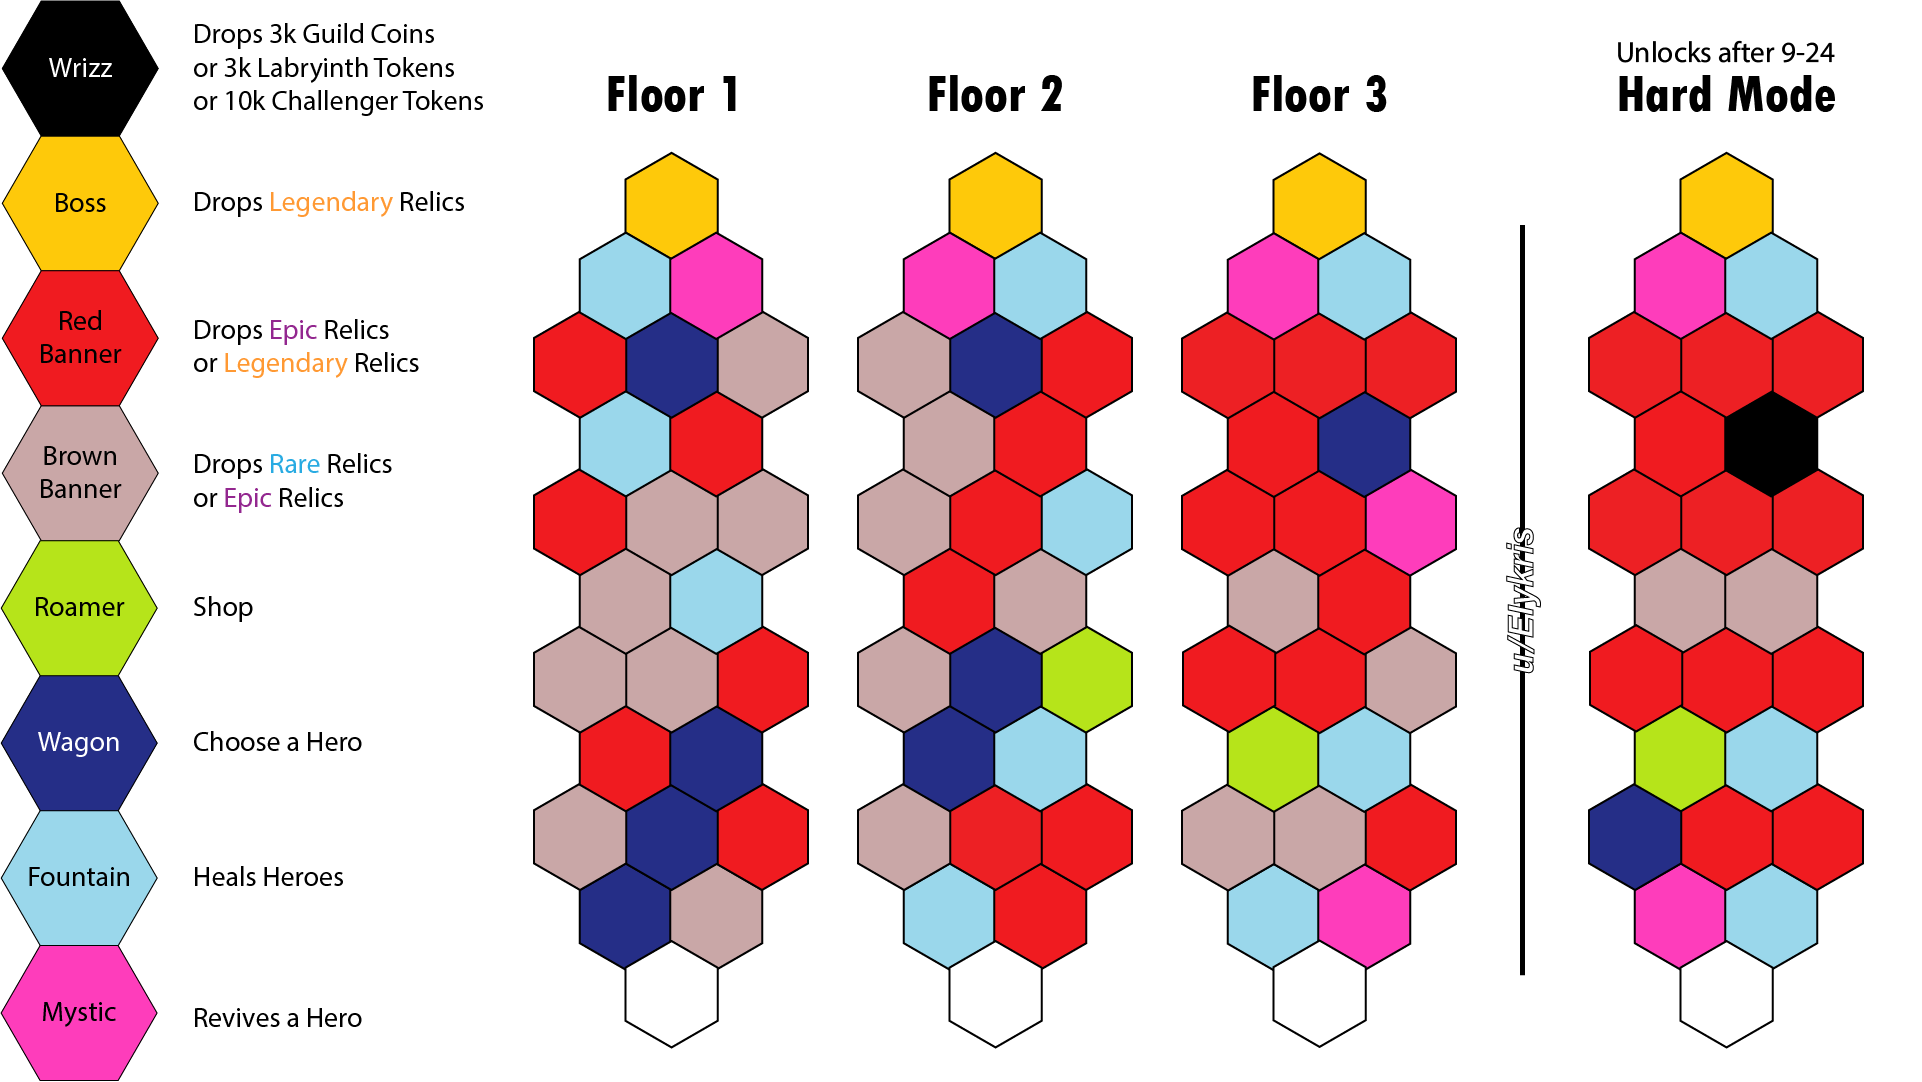 Wrizz
Drops 3k Guild Coins
or 3k Labryinth Tokens
or 10k Challenger Tokens
Boss
Drops Legendary Relics
Red
Banner
Drops Epic Relics
or Legendary Relics
Brown
Banner
Drops Rare Relics
or Epic Relics
Roamer
Shop
Wagon
Choose a Hero
Fountain
Heals Heroes
Mystic
Revives a Hero
Floor 1
Floor 2
Floor 3
Unlocks after 9-24
Hard Mode
u/Elykris